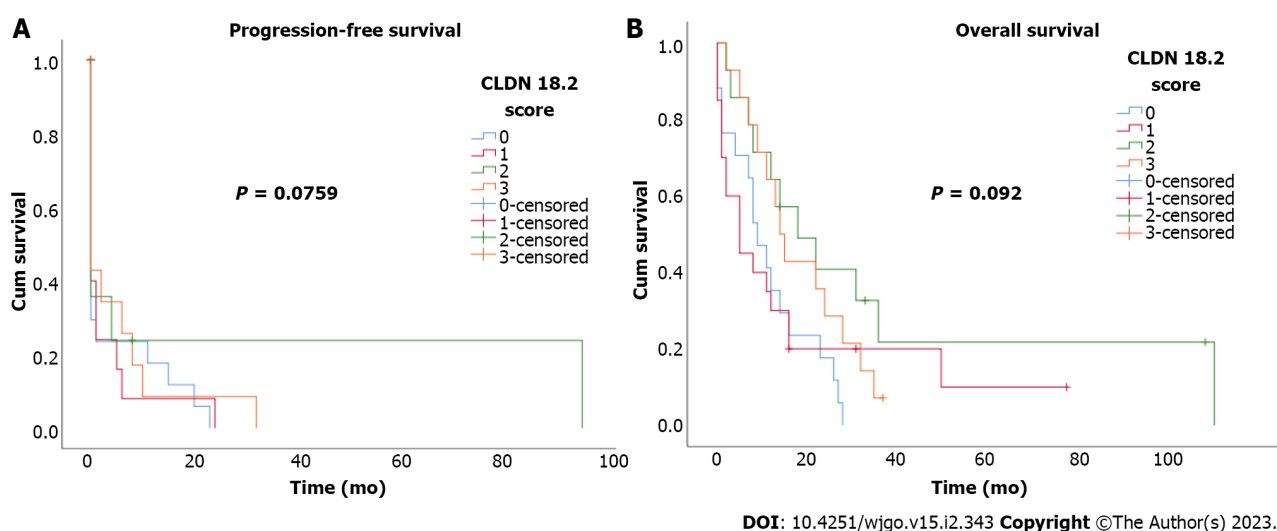 A
Progression-free survival
1.0
0.8
0.6
0.4
0.2
0.0
Cum survival
CLDN 18.2
score
0
1
2
3
0-censored
1-censored
2-censored
3-censored
P = 0.0759
0 20 40 60 80 100
Time (mo)
B
Overall survival
1.0
0.8
0.6
0.4
0.2
0.0
Cum survival
CLDN 18.2
score
0
1
2
3
0-censored
1-censored
2-censored
3-censored
P = 0.092
0 20 40 60 80 100
Time (mo)
DOI: 10.4251/wjgo.v15.i2.343 Copyright ©The Author(s) 2023.